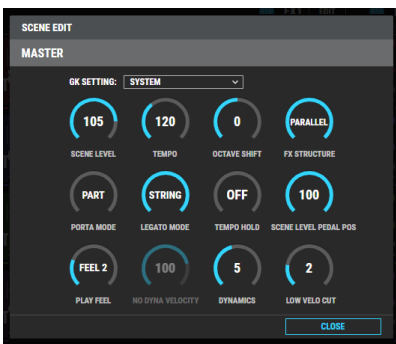 FX1 EDIT
SCENE EDIT
MASTER
GK SETTING: SYSTEM
105 120 0 PARALLEL
SCENE LEVEL TEMPO OCTAVE SHIFT FX STRUCTURE
PART STRING OFF 100
PORTA MODE LEGATO MODE TEMPO HOLD SCENE LEVEL PEDAL POS
FEEL 2 100 5 2
PLAY FEEL NO DYNA VELOCITY DYNAMICS LOW VELO CUT
CLOSE